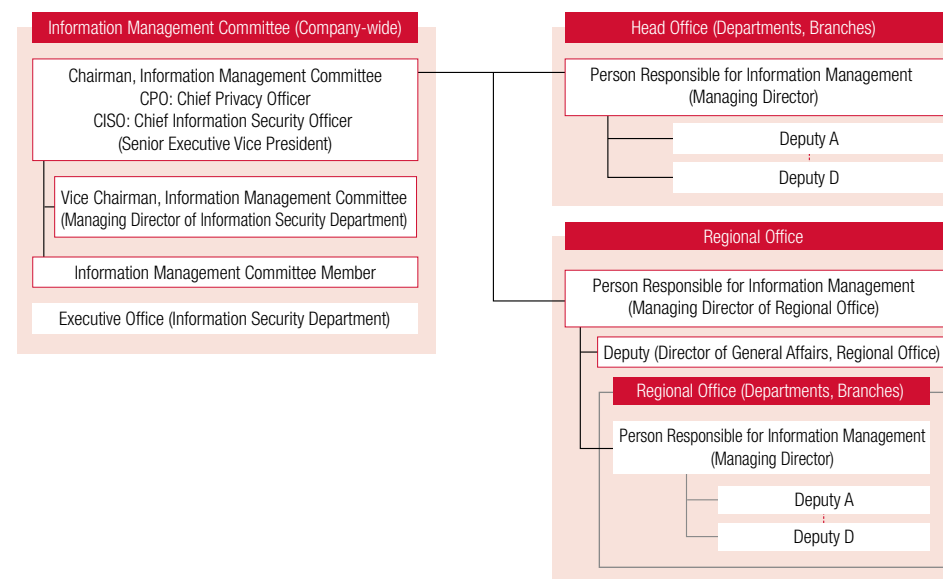 Information Management Committee (Company-wide)
Chairman, Information Management Committee
CPO: Chief Privacy Officer
CISO: Chief Information Security Officer
(Senior Executive Vice President)
Vice Chairman, Information Management Committee
(Managing Director of Information Security Department)
Information Management Committee Member
Executive Office (Information Security Department)
Head Office (Departments, Branches)
Person Responsible for Information Management
(Managing Director)
Deputy A
Deputy D
Regional Office
Person Responsible for Information Management
(Managing Director of Regional Office)
Deputy (Director of General Affairs, Regional Office)
Regional Office (Departments, Branches)
Person Responsible for Information Management
(Managing Director)
Deputy A
Deputy D